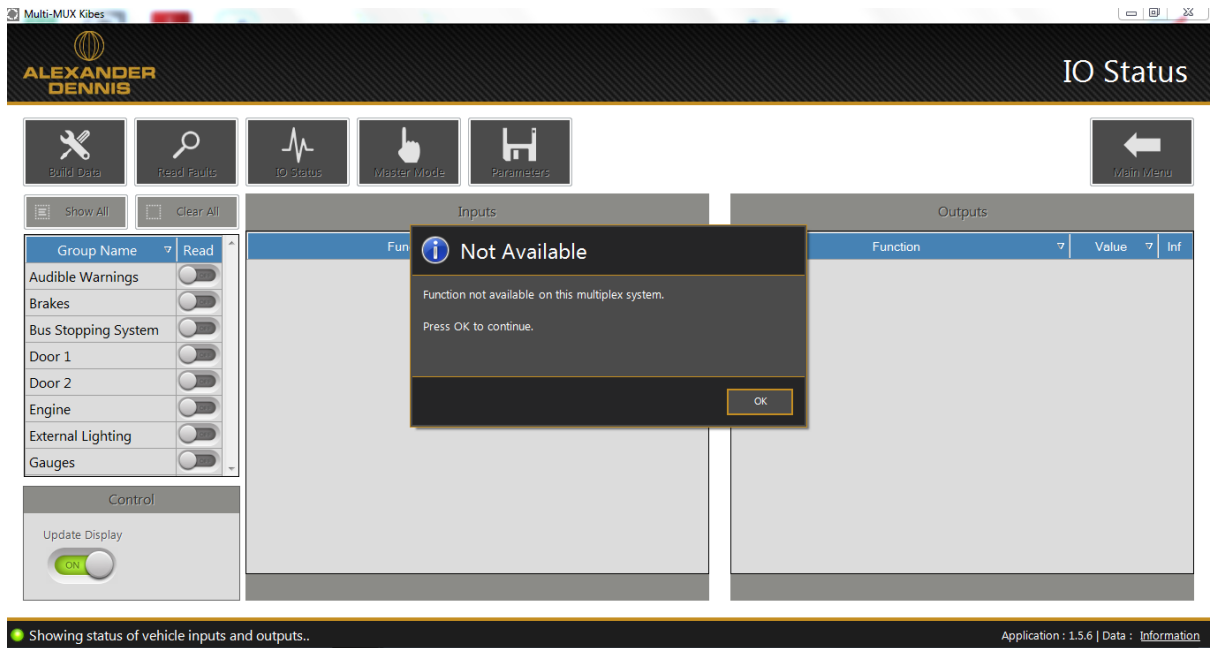 Multi-MUX Kibes
ALEXANDER
DENNIS
IO Status
Build Data
Read Faults
IO Status
Master Mode
Parameters
Main Menu
Show All
Clear All
Inputs
Outputs
Group Name
Read
Fun
Function
Value
Inf
Audible Warnings
Brakes
Bus Stopping System
Door 1
Door 2
Engine
External Lighting
Gauges
Not Available
Function not available on this multiplex system.
Press OK to continue.
OK
Control
Update Display
ON
Showing status of vehicle inputs and outputs..
Application : 1.5.6 | Data : Information